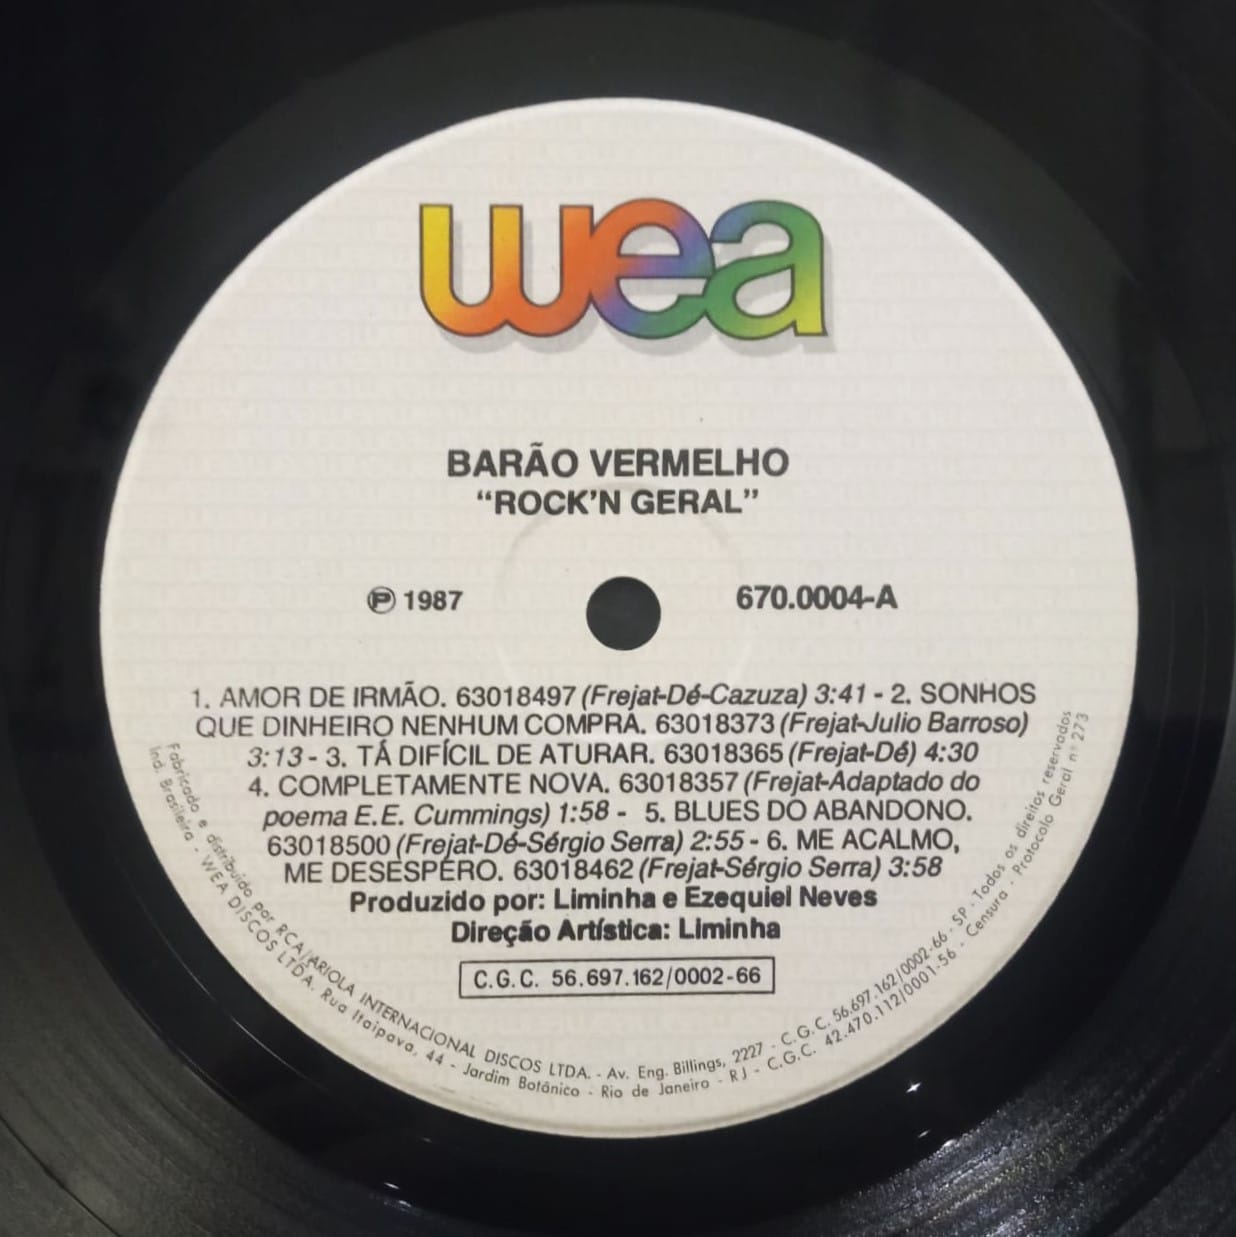 wea
BARÃO VERMELHO
“ROCK’N GERAL”
Ⓟ 1987
670.0004-A
1. AMOR DE IRMÃO. 63018497 (Frejat-Dé-Cazuza) 3:41 - 2. SONHOS
QUE DINHEIRO NENHUM COMPRA. 63018373 (Frejat-Julio Barroso)
3:13 - 3. TÁ DIFÍCIL DE ATURAR. 63018365 (Frejat-Dé) 4:30
4. COMPLETAMENTE NOVA. 63018357 (Frejat-Adaptado do
poema E.E. Cummings) 1:58 - 5. BLUES DO ABANDONO.
63018500 (Frejat-Dé-Sérgio Serra) 2:55 - 6. ME ACALMO,
ME DESESPERO. 63018462 (Frejat-Sérgio Serra) 3:58
Produzido por: Liminha e Ezequiel Neves
Direção Artística: Liminha
C.G.C. 56.697.162/0002-66
Fabricado e distribuído por RCA/ARIOLA INTERNACIONAL DISCOS LTDA. - Av. Eng. Billings, 2227 - C.G.C. 56.697.162/0002-66 - SP - Todos os direitos reservados
Ind. Brasileira - WEA DISCOS LTDA. Rua Itaipava, 44 - Jardim Botânico - Rio de Janeiro - RJ - C.G.C. 42.470.112/0001-56 - Censura - Protocolo Geral nº 273